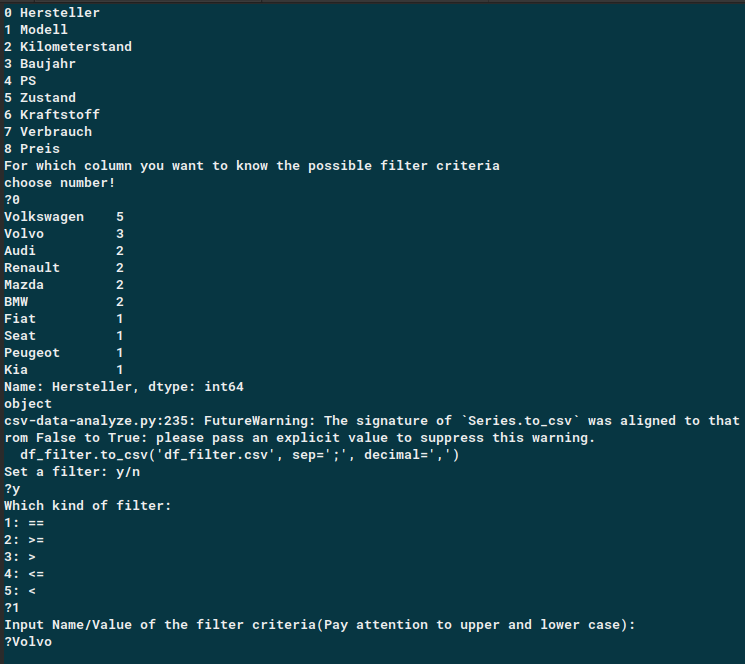 0 Hersteller
1 Modell
2 Kilometerstand
3 Baujahr
4 PS
5 Zustand
6 Kraftstoff
7 Verbrauch
8 Preis
For which column you want to know the possible filter criteria
choose number!
?0
Volkswagen    5
Volvo         3
Audi          2
Renault       2
Mazda         2
BMW           2
Fiat          1
Seat          1
Peugeot       1
Kia           1
Name: Hersteller, dtype: int64
object
csv-data-analyze.py:235: FutureWarning: The signature of `Series.to_csv` was aligned to that
rom False to True: please pass an explicit value to suppress this warning.
  df_filter.to_csv('df_filter.csv', sep=';', decimal=',')
Set a filter: y/n
?y
Which kind of filter:
1: ==
2: >=
3: >
4: <=
5: <
?1
Input Name/Value of the filter criteria(Pay attention to upper and lower case):
?Volvo